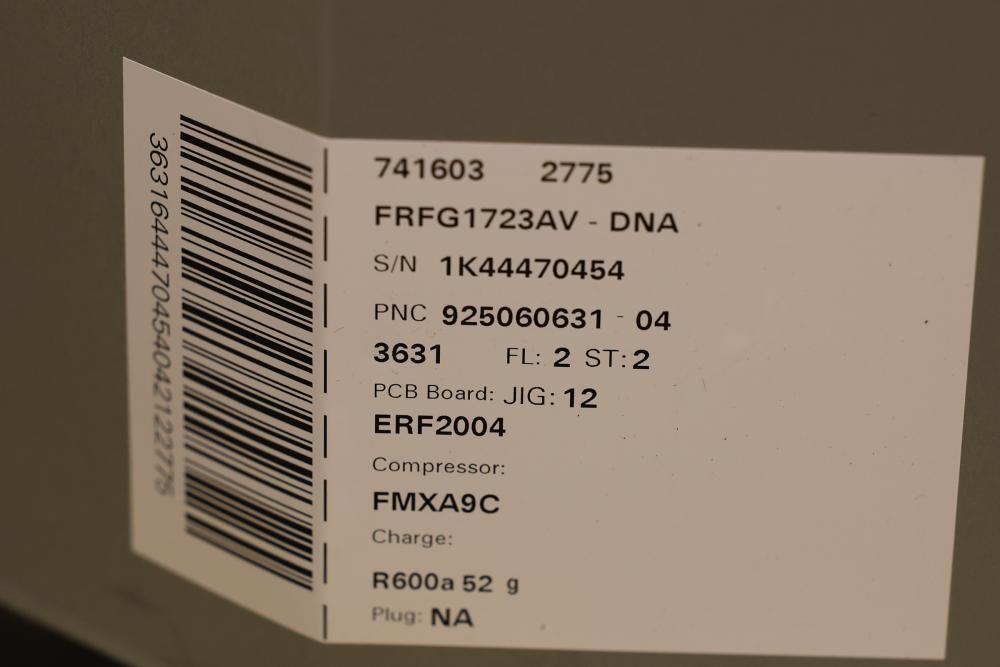 741603 2775
FRFG1723AV - DNA
S/N 1K44470454
PNC 925060631 - 04
3631 FL: 2 ST: 2
PCB Board: JIG: 12
ERF2004
Compressor:
FMXA9C
Charge:
R600a 52 g
Plug: NA